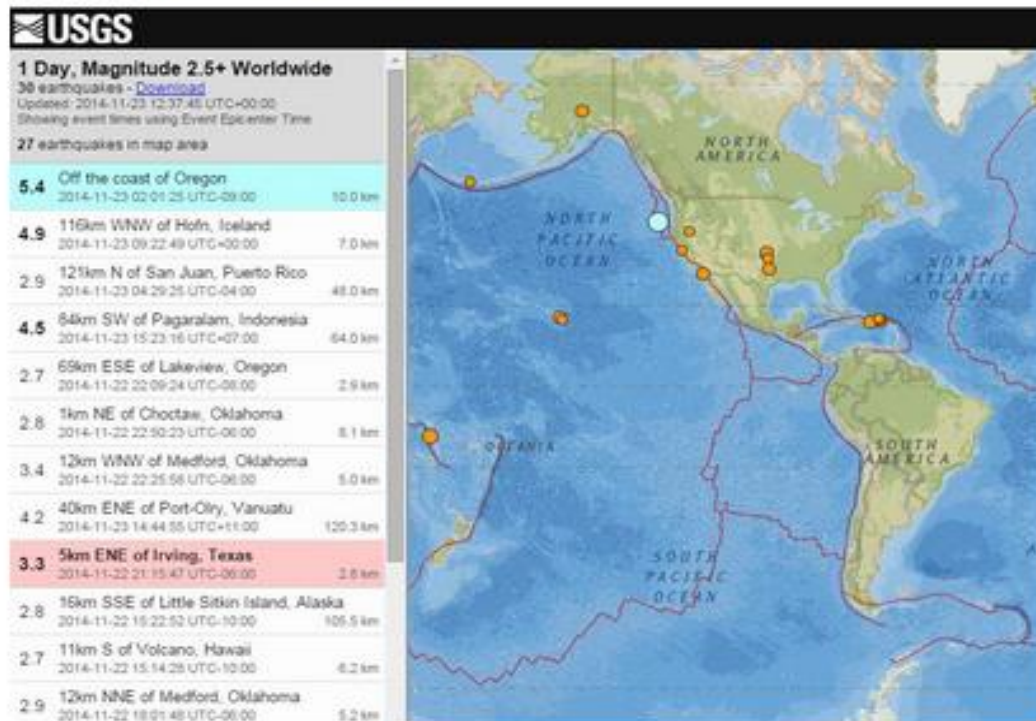 USGS
1 Day, Magnitude 2.5+ Worldwide
30 earthquakes - Download
Updated: 2014-11-23 12:37:45 UTC+00:00
Showing event times using Event Epicenter Time
27 earthquakes in map area
5.4 Off the coast of Oregon
2014-11-23 02:01:25 UTC-09:00 10.0 km
4.9 116km WNW of Hofn, Iceland
2014-11-23 09:22:49 UTC+00:00 7.0 km
2.9 121km N of San Juan, Puerto Rico
2014-11-23 04:29:25 UTC-04:00 48.0 km
4.5 64km SW of Pagaralam, Indonesia
2014-11-23 15:23:16 UTC+07:00 64.0 km
2.7 69km ESE of Lakeview, Oregon
2014-11-22 22:09:24 UTC-08:00 2.9 km
2.8 1km NE of Choctaw, Oklahoma
2014-11-22 22:50:23 UTC-06:00 8.1 km
3.4 12km WNW of Medford, Oklahoma
2014-11-22 22:25:56 UTC-06:00 5.0 km
4.2 40km ENE of Port-Olry, Vanuatu
2014-11-23 14:44:55 UTC+11:00 120.3 km
3.3 5km ENE of Irving, Texas
2014-11-22 21:15:47 UTC-06:00 2.6 km
2.8 16km SSE of Little Sitkin Island, Alaska
2014-11-22 15:22:52 UTC-10:00 105.5 km
2.7 11km S of Volcano, Hawaii
2014-11-22 15:14:28 UTC-10:00 6.2 km
2.9 12km NNE of Medford, Oklahoma
2014-11-22 18:01:48 UTC-06:00 5.2 km
NORTH
AMERICA
NORTH
PACIFIC
OCEAN
NORTH
ATLANTIC
OCEAN
OCEANIA
SOUTH
AMERICA
SOUTH
PACIFIC
OCEAN